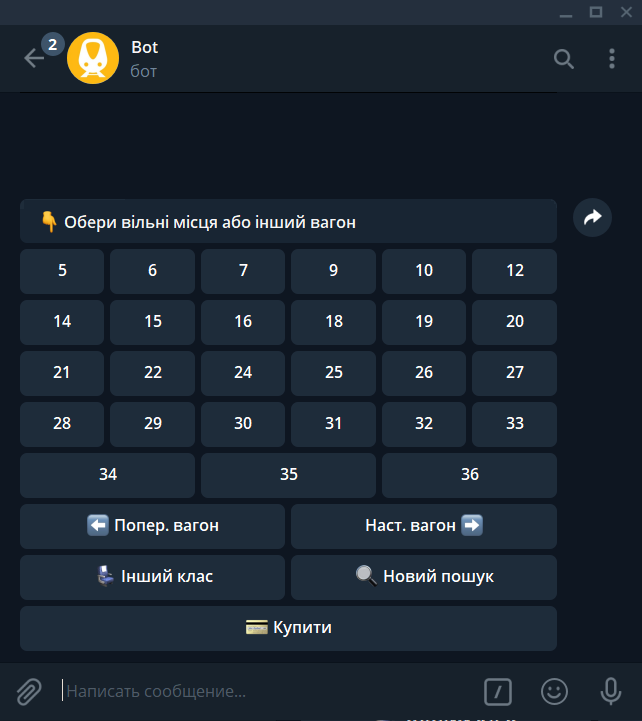 2
Bot
бот
Обери вільні місця або інший вагон
5 6 7 9 10 12
14 15 16 18 19 20
21 22 24 25 26 27
28 29 30 31 32 33
34 35 36
Попер. вагон Наст. вагон
Інший клас Новий пошук
Купити
Написать сообщение...